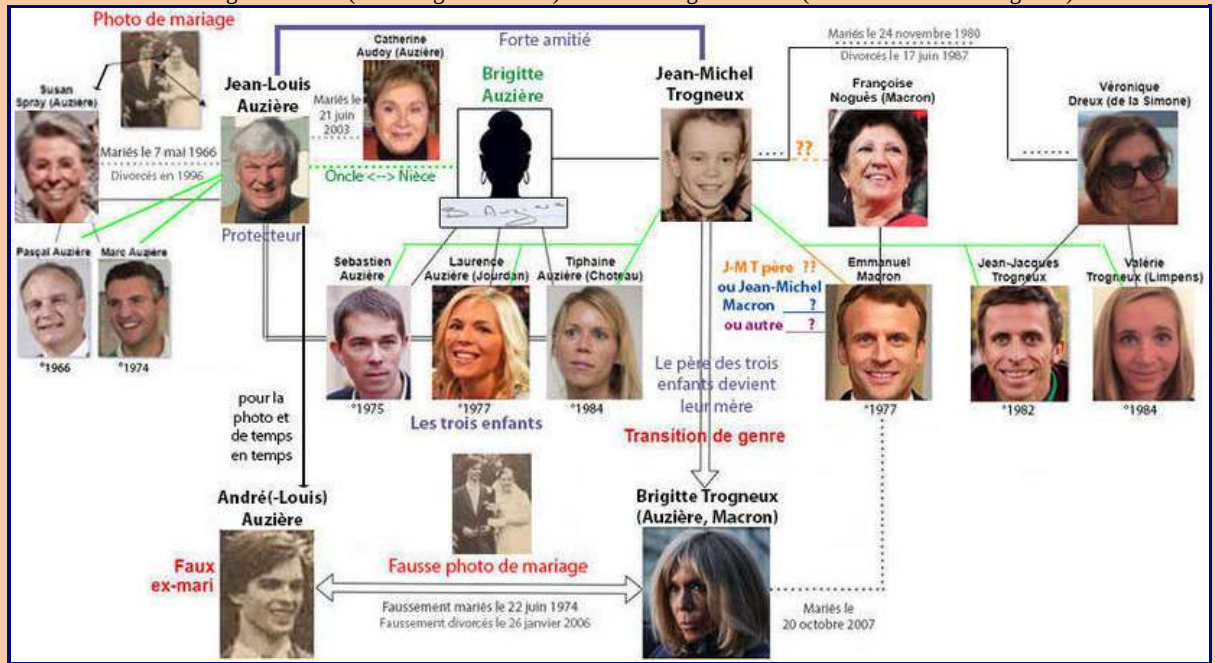 Photo de mariage
Susan
Spray (Auzière)
Jean-Louis
Auzière
Catherine
Audoy (Auzière)
Forte amitié
Brigitte
Auzière
Jean-Michel
Trogneux
Mariés le 24 novembre 1980
Divorcés le 17 juin 1987
Françoise
Noguès (Macron)
Véronique
Dreux (de la Simone)
Mariés le 7 mai 1966
Divorcés en 1996
Mariés le
21 juin
2003
Oncle <--> Nièce
??
Protecteur
Pascal Auzière
Marc Auzière
°1966
°1974
Sebastien
Auzière
Laurence
Auzière (Jourdan)
Tiphaine
Auzière (Choteau)
°1975
°1977
°1984
Les trois enfants
J-M T père ??
ou Jean-Michel
Macron ___?
ou autre ___?
Emmanuel
Macron
°1977
Jean-Jacques
Trogneux
°1982
Valérie
Trogneux (Limpens)
°1984
Le père des trois
enfants devient
leur mère
Transition de genre
pour la
photo et
de temps
en temps
André(-Louis)
Auzière
Faux
ex-mari
Fausse photo de mariage
Faussement mariés le 22 juin 1974
Faussement divorcés le 26 janvier 2006
Brigitte Trogneux
(Auzière, Macron)
Mariés le
20 octobre 2007